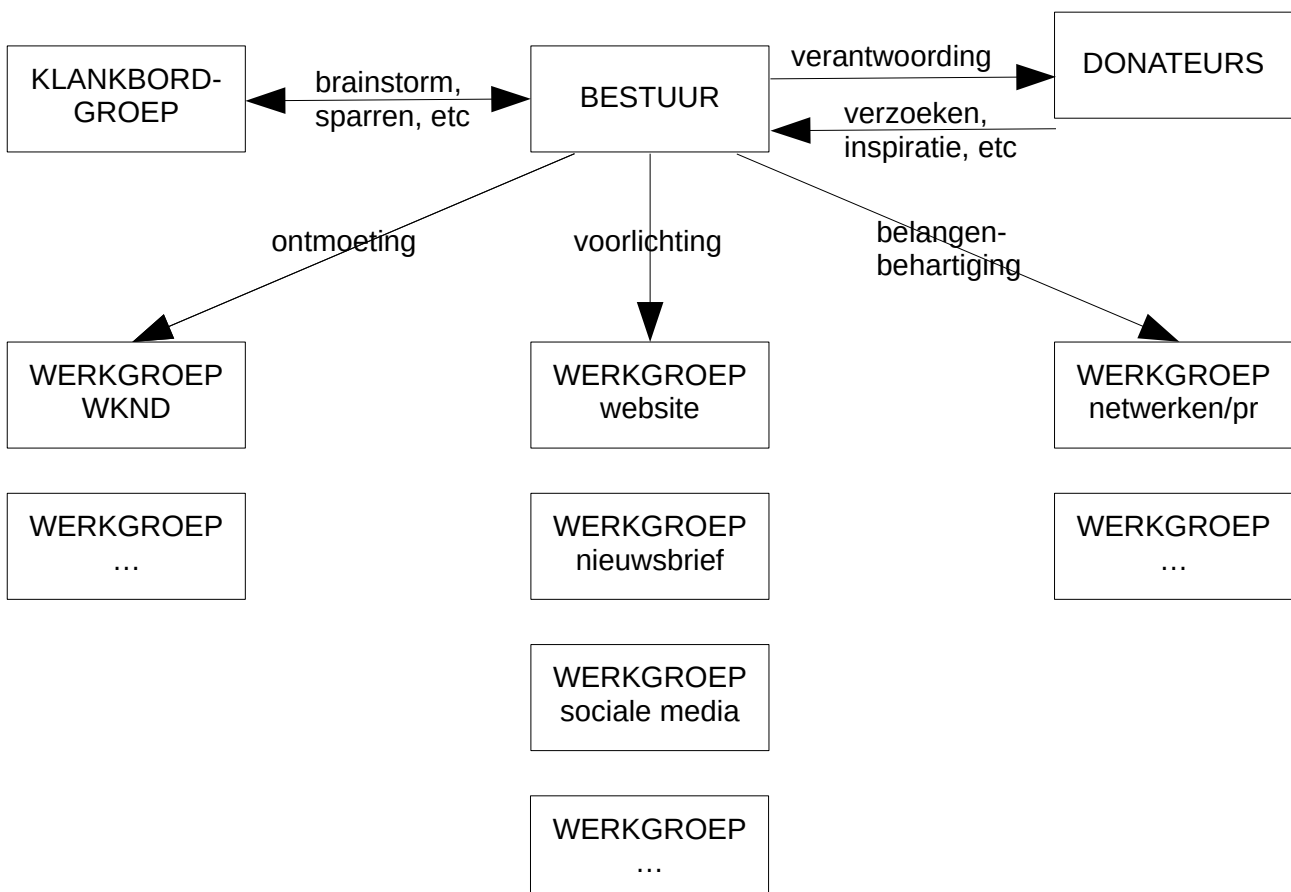 KLANKBORD-
GROEP
brainstorm,
sparren, etc
BESTUUR
verantwoording
verzoeken,
inspiratie, etc
DONATEURS
ontmoeting
voorlichting
belangen-
behartiging
WERKGROEP
WKND
WERKGROEP
website
WERKGROEP
netwerken/pr
WERKGROEP
…
WERKGROEP
nieuwsbrief
WERKGROEP
…
WERKGROEP
sociale media
WERKGROEP
…